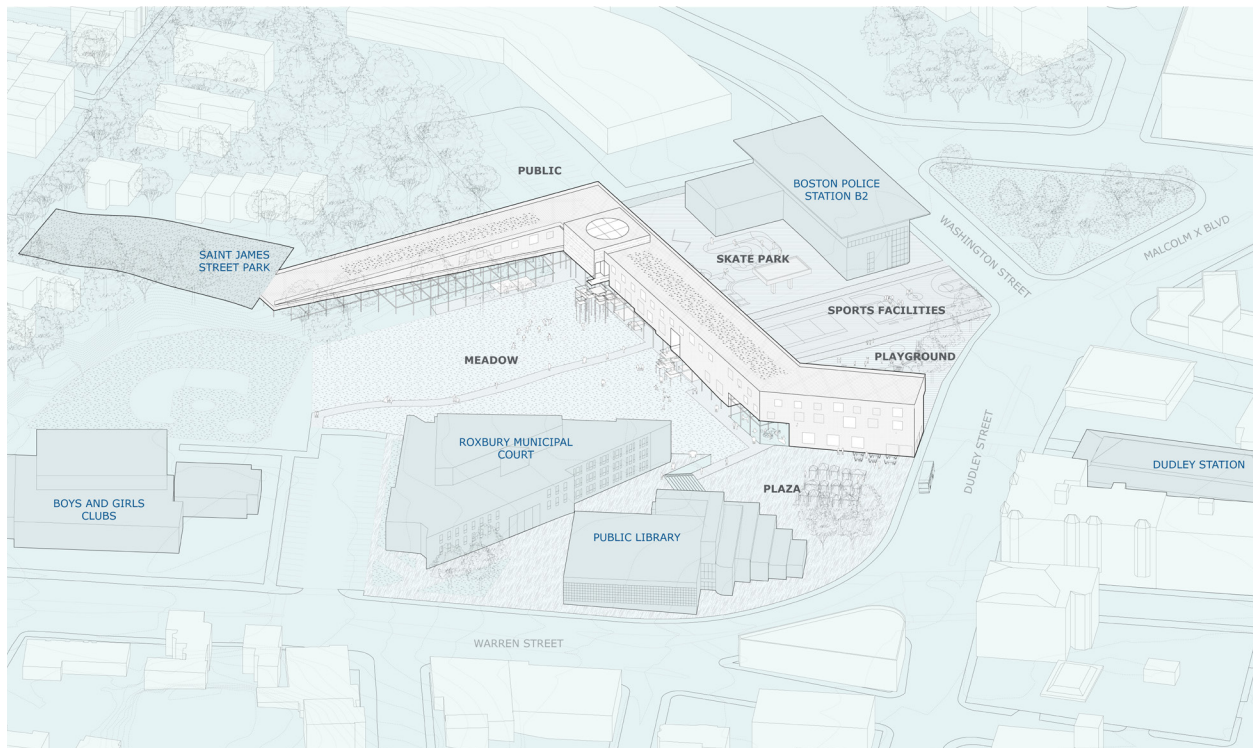 PUBLIC
BOSTON POLICE
STATION B2
WASHINGTON STREET
MALCOLM X BLVD
SAINT JAMES
STREET PARK
SKATE PARK
SPORTS FACILITIES
PLAYGROUND
MEADOW
ROXBURY MUNICIPAL
COURT
DUDLEY STREET
DUDLEY STATION
PLAZA
BOYS AND GIRLS
CLUBS
PUBLIC LIBRARY
WARREN STREET